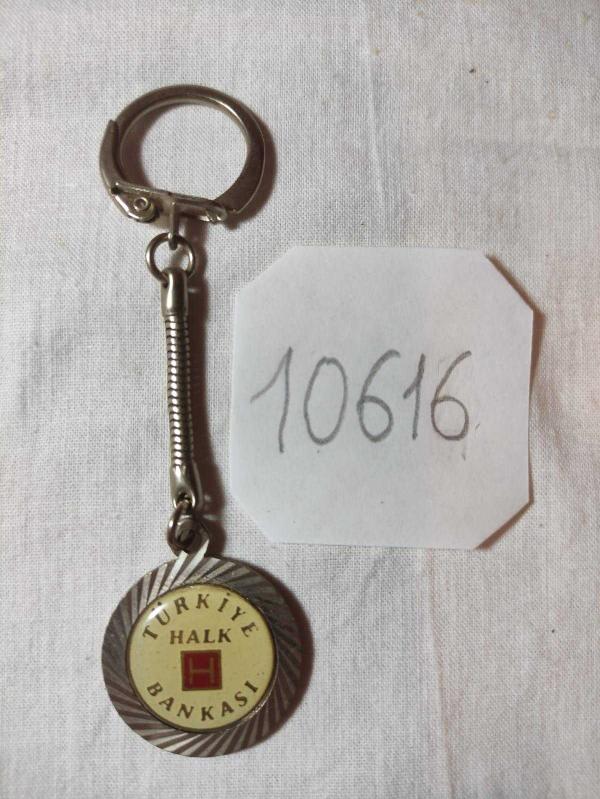 10616
TÜRKİYE
HALK
H
BANKASI